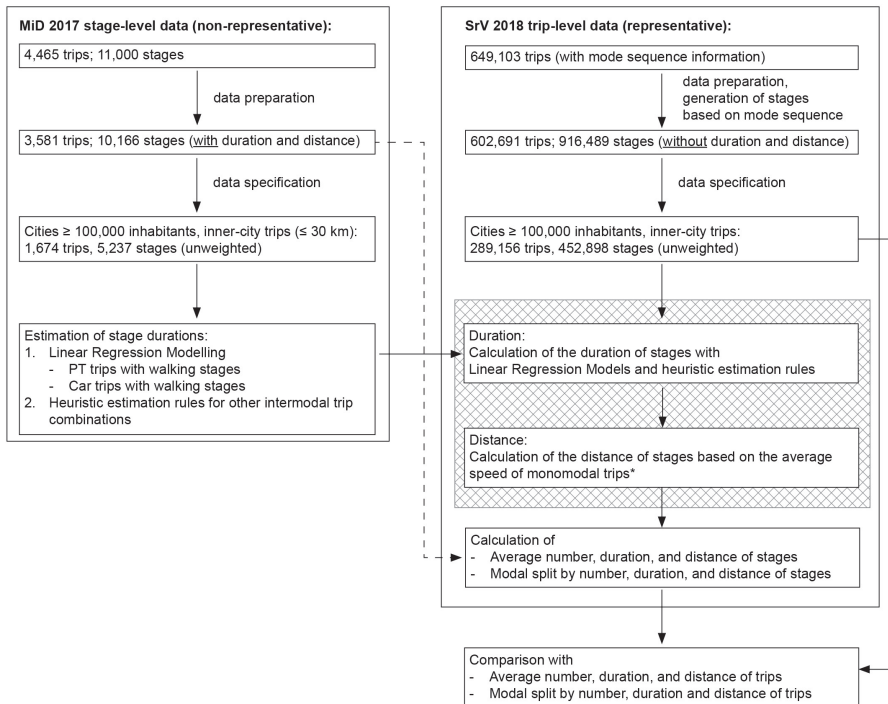 MiD 2017 stage-level data (non-representative):
4,465 trips; 11,000 stages
data preparation
3,581 trips; 10,166 stages (with duration and distance)
data specification
Cities ≥ 100,000 inhabitants, inner-city trips (≤ 30 km):
1,674 trips, 5,237 stages (unweighted)
Estimation of stage durations:
1. Linear Regression Modelling
- PT trips with walking stages
- Car trips with walking stages
2. Heuristic estimation rules for other intermodal trip
combinations
SrV 2018 trip-level data (representative):
649,103 trips (with mode sequence information)
data preparation,
generation of stages
based on mode sequence
602,691 trips; 916,489 stages (without duration and distance)
data specification
Cities ≥ 100,000 inhabitants, inner-city trips:
289,156 trips, 452,898 stages (unweighted)
Duration:
Calculation of the duration of stages with
Linear Regression Models and heuristic estimation rules
Distance:
Calculation of the distance of stages based on the average
speed of monomodal trips*
Calculation of
- Average number, duration, and distance of stages
- Modal split by number, duration, and distance of stages
Comparison with
- Average number, duration, and distance of trips
- Modal split by number, duration and distance of trips